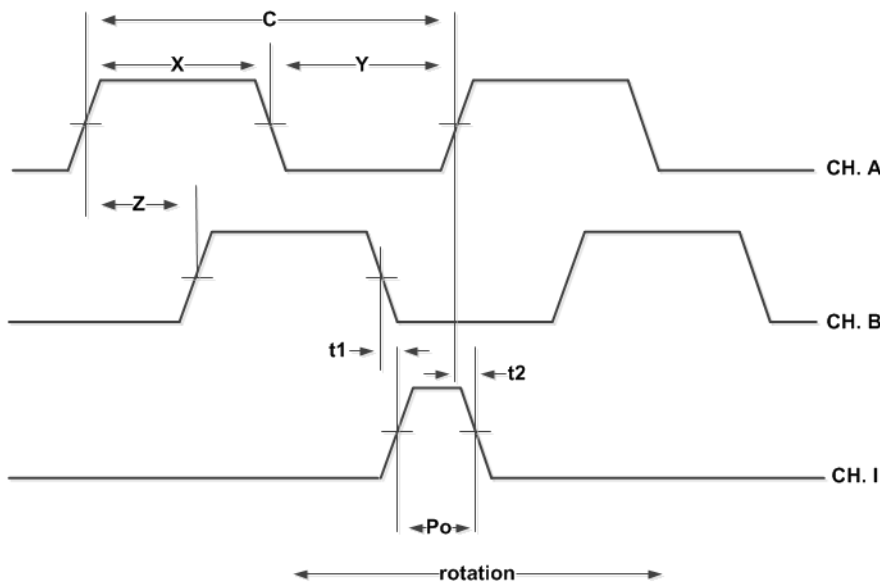 C
X
Y
CH. A
Z
CH. B
t1
t2
CH. I
Po
rotation